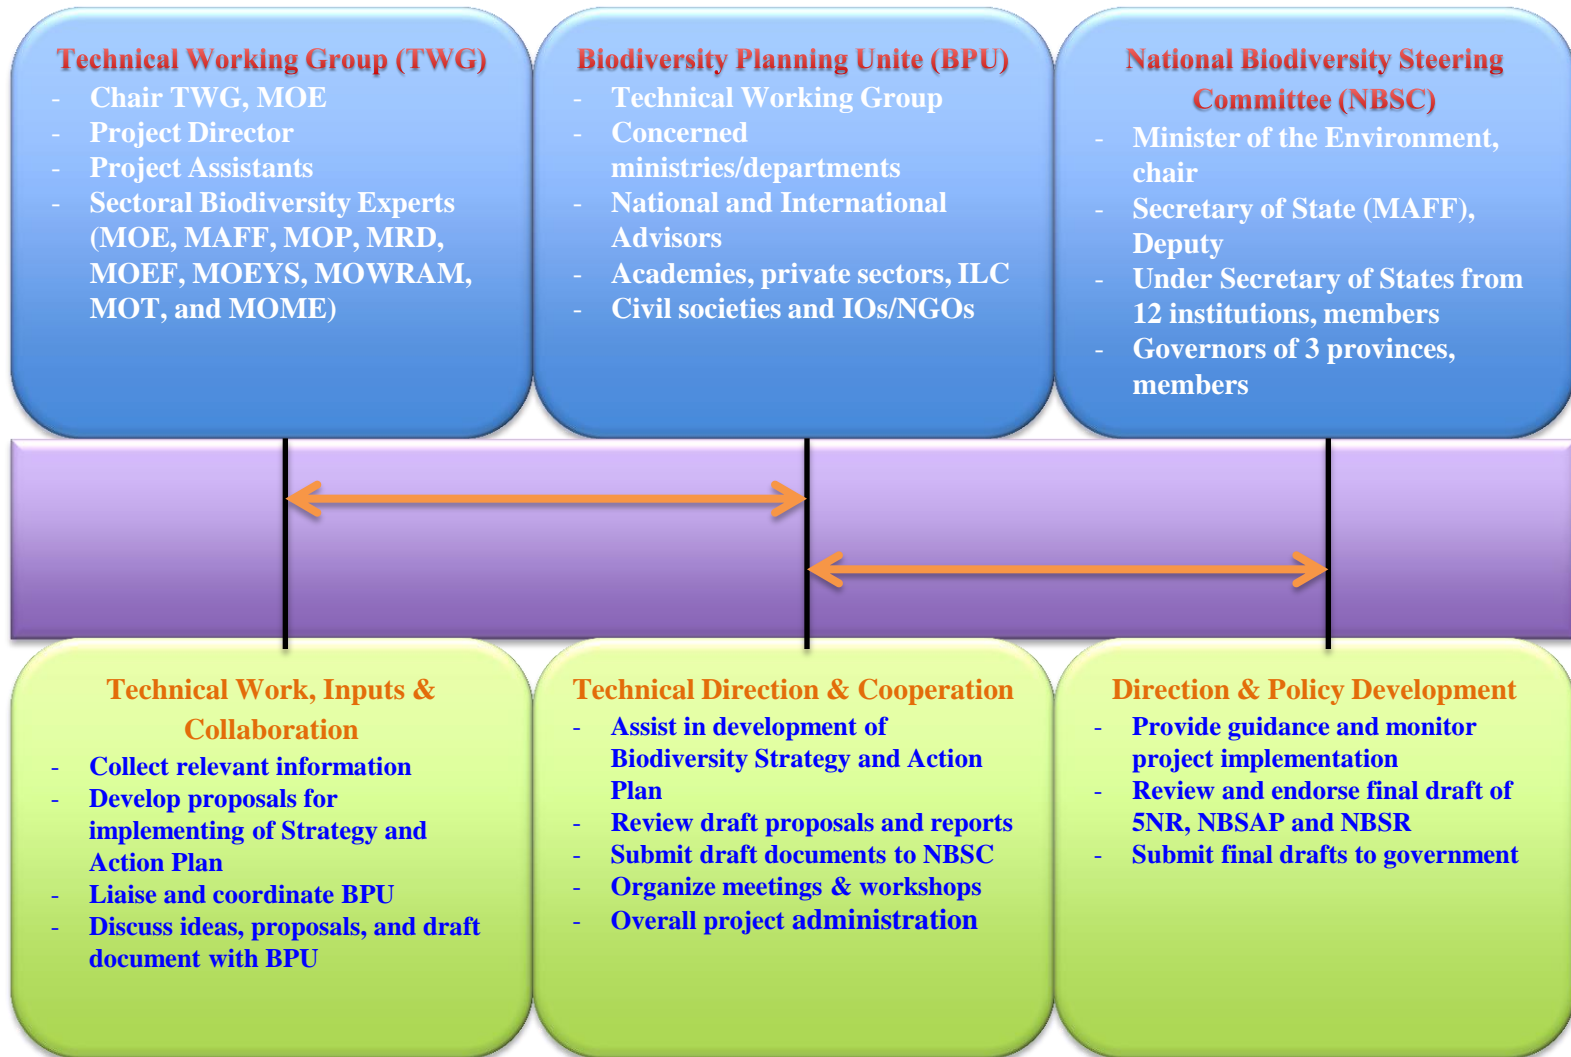 Technical Working Group (TWG)
- Chair TWG, MOE
- Project Director
- Project Assistants
- Sectoral Biodiversity Experts
(MOE, MAFF, MOP, MRD,
MOEF, MOEYS, MOWRAM,
MOT, and MOME)
Biodiversity Planning Unite (BPU)
- Technical Working Group
- Concerned
ministries/departments
- National and International
Advisors
- Academies, private sectors, ILC
- Civil societies and IOs/NGOs
National Biodiversity Steering
Committee (NBSC)
- Minister of the Environment,
chair
- Secretary of State (MAFF),
Deputy
- Under Secretary of States from
12 institutions, members
- Governors of 3 provinces,
members
Technical Work, Inputs &
Collaboration
- Collect relevant information
- Develop proposals for
implementing of Strategy and
Action Plan
- Liaise and coordinate BPU
- Discuss ideas, proposals, and draft
document with BPU
Technical Direction & Cooperation
- Assist in development of
Biodiversity Strategy and Action
Plan
- Review draft proposals and reports
- Submit draft documents to NBSC
- Organize meetings & workshops
- Overall project administration
Direction & Policy Development
- Provide guidance and monitor
project implementation
- Review and endorse final draft of
5NR, NBSAP and NBSR
- Submit final drafts to government